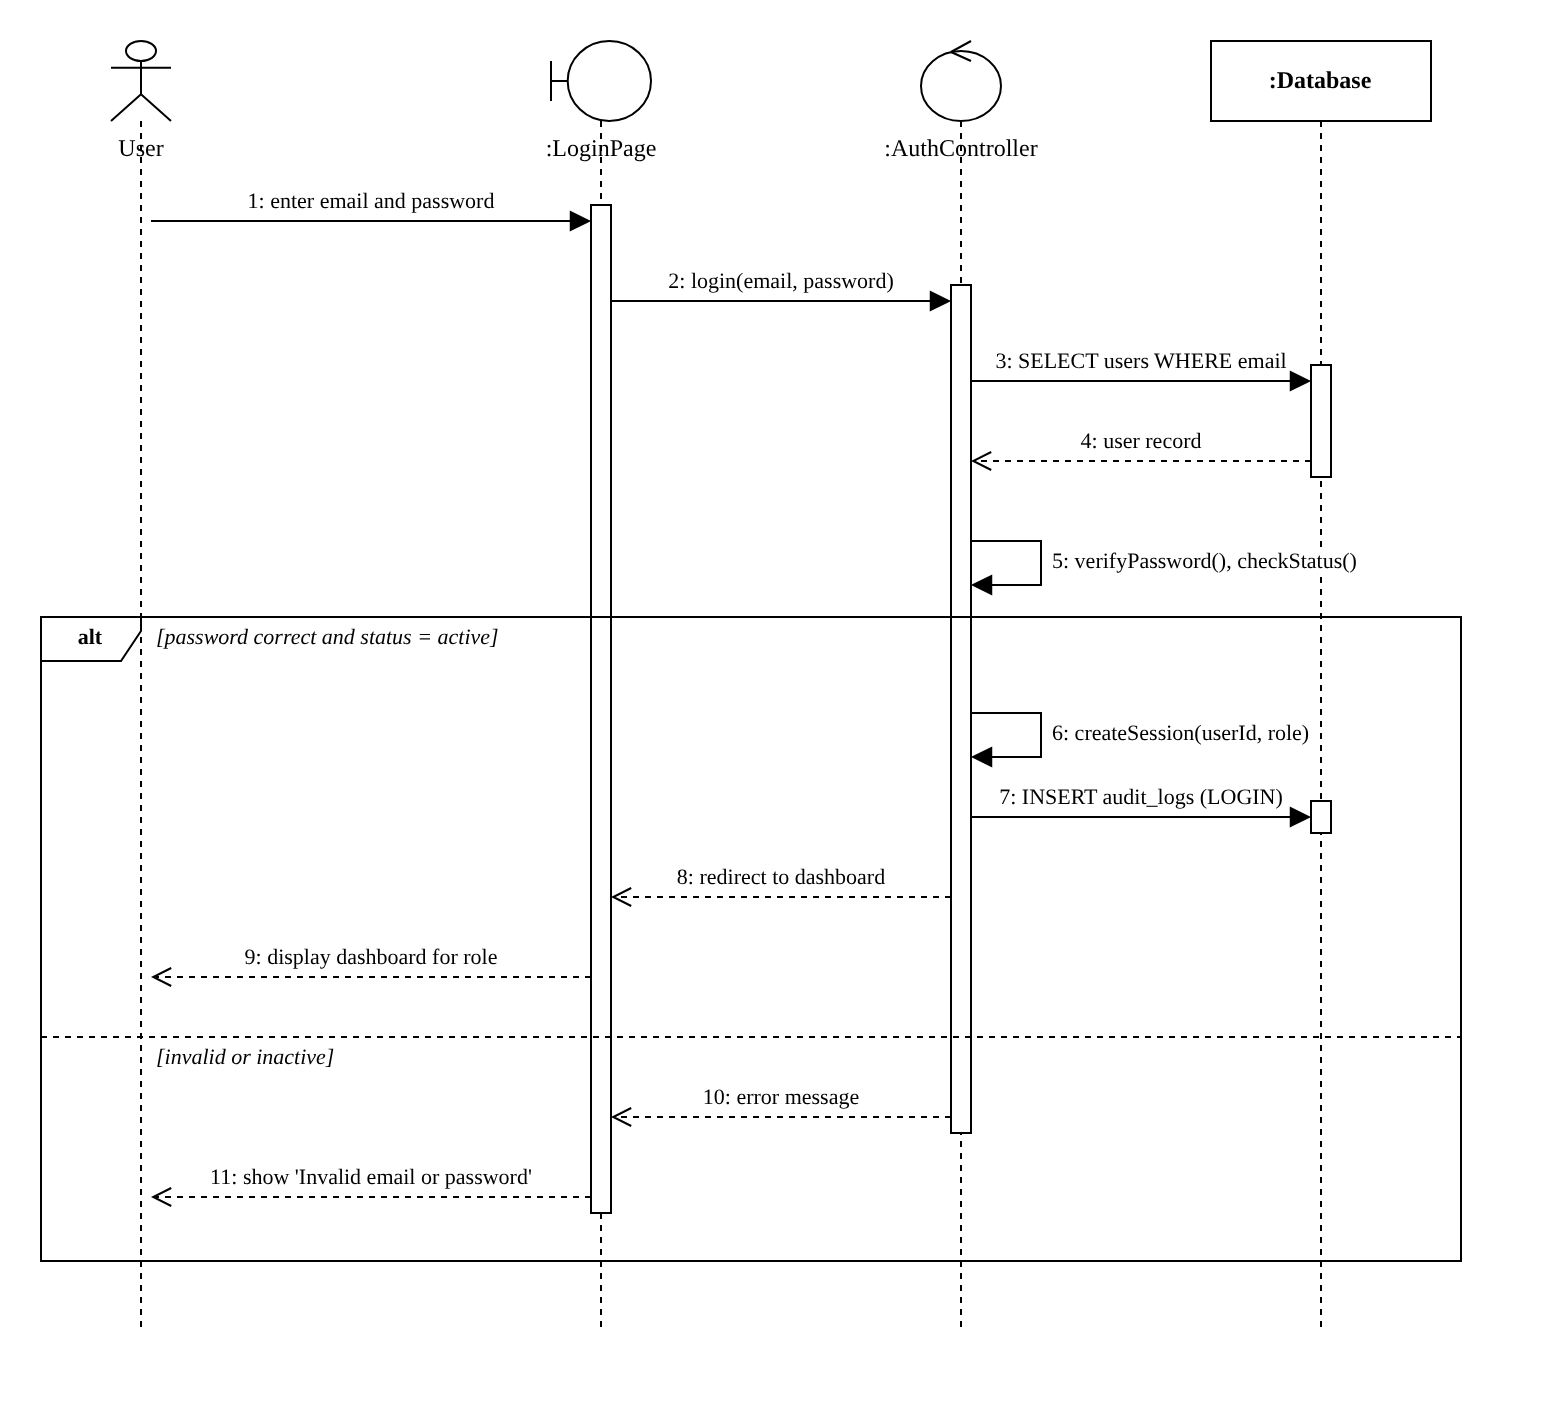 User
:LoginPage
:AuthController
:Database
1: enter email and password
2: login(email, password)
3: SELECT users WHERE email
4: user record
5: verifyPassword(), checkStatus()
alt
[password correct and status = active]
6: createSession(userId, role)
7: INSERT audit_logs (LOGIN)
8: redirect to dashboard
9: display dashboard for role
[invalid or inactive]
10: error message
11: show 'Invalid email or password'